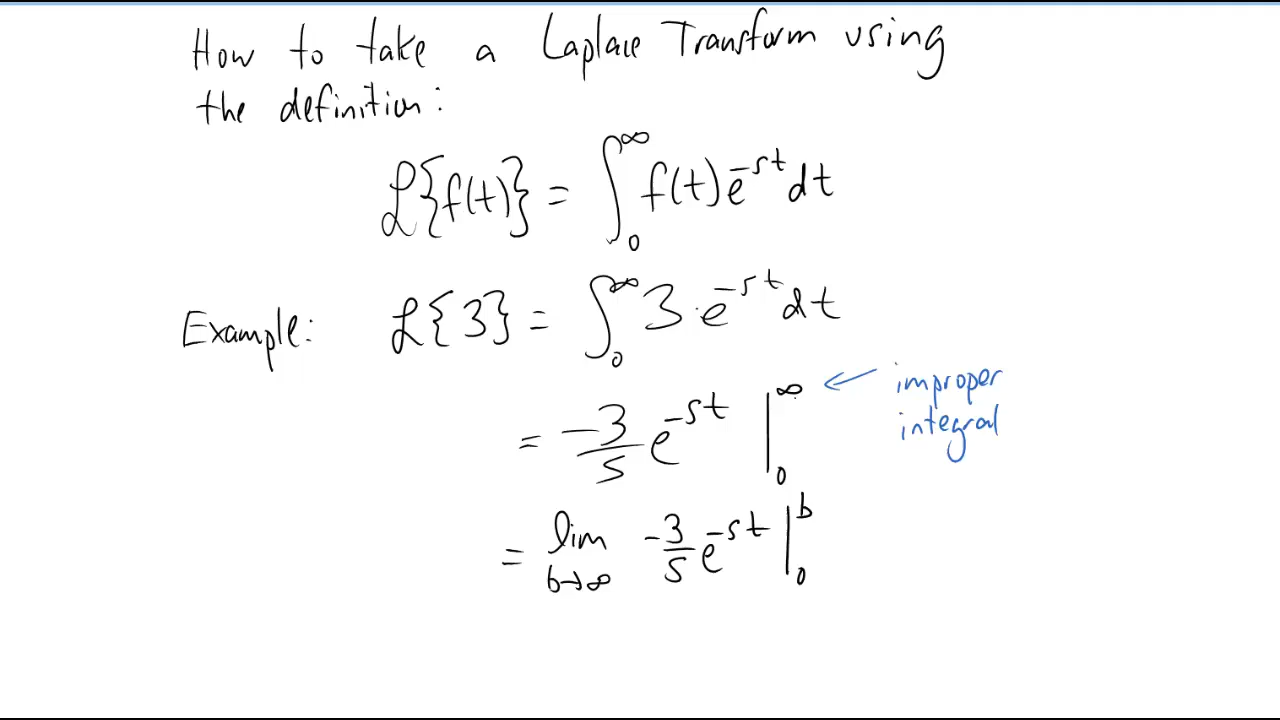 How to take a Laplace Transform using
the definition:
ℒ{f(t)} = ∫₀^∞ f(t)e^{-st}dt
Example: ℒ{3} = ∫₀^∞ 3·e^{-st}dt
= -3/s e^{-st} |₀^∞ ← improper
integral
= lim_{b→∞} -3/s e^{-st} |₀^b